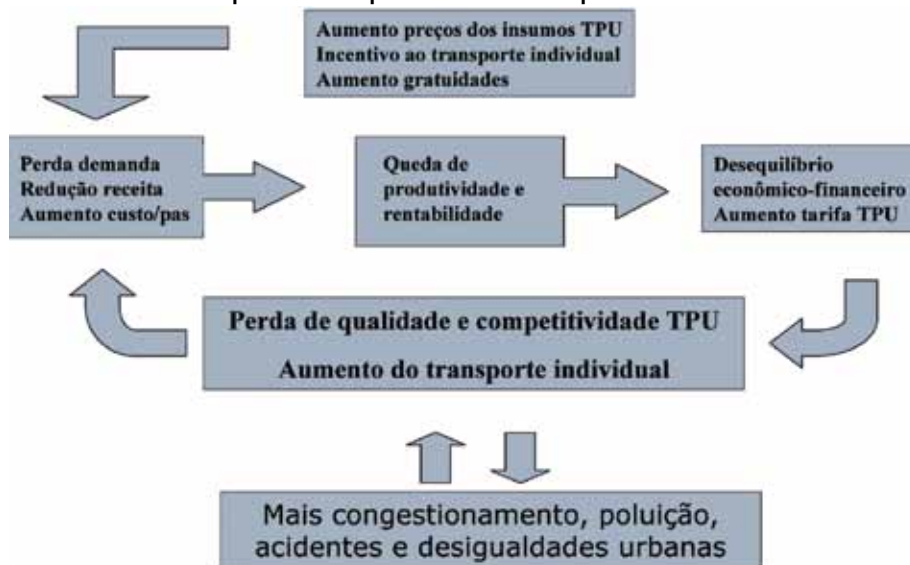 Aumento preços dos insumos TPU
Incentivo ao transporte individual
Aumento gratuidades
Perda demanda
Redução receita
Aumento custo/pas
Queda de
produtividade e
rentabilidade
Desequilíbrio
econômico-financeiro
Aumento tarifa TPU
Perda de qualidade e competitividade TPU
Aumento do transporte individual
Mais congestionamento, poluição,
acidentes e desigualdades urbanas